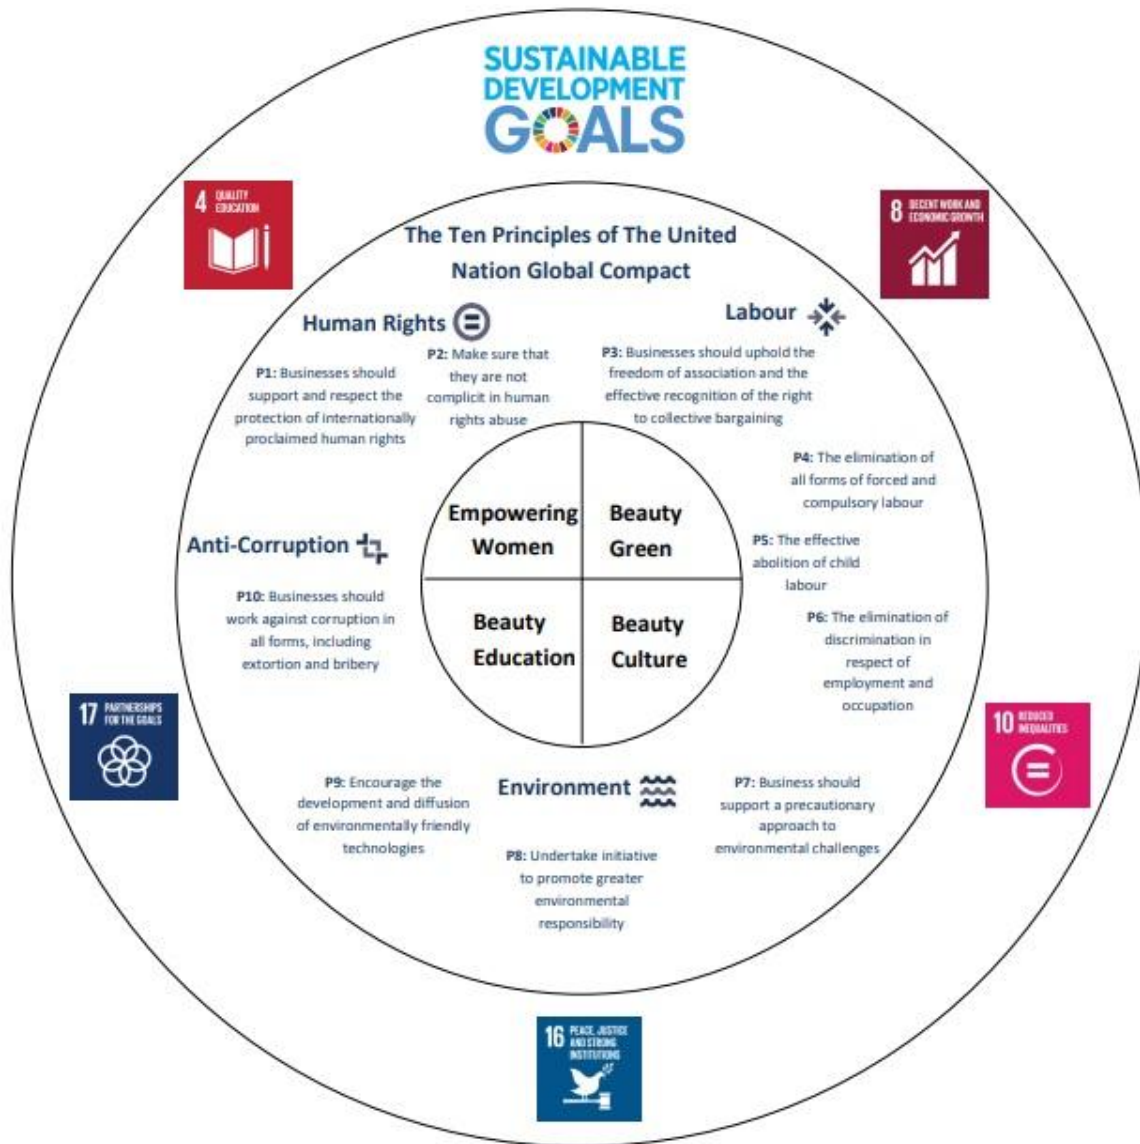 SUSTAINABLE
DEVELOPMENT
GOALS
4 QUALITY
EDUCATION
8 DECENT WORK AND
ECONOMIC GROWTH
The Ten Principles of The United
Nation Global Compact
Human Rights
P1: Businesses should
support and respect the
protection of internationally
proclaimed human rights
P2: Make sure that
they are not
complicit in human
rights abuse
Labour
P3: Businesses should uphold the
freedom of association and the
effective recognition of the right
to collective bargaining
P4: The elimination of
all forms of forced and
compulsory labour
P5: The effective
abolition of child
labour
P6: The elimination of
discrimination in
respect of
employment and
occupation
Empowering
Women
Beauty
Green
Beauty
Education
Beauty
Culture
Anti-Corruption
P10: Businesses should
work against corruption in
all forms, including
extortion and bribery
17 PARTNERSHIPS
FOR THE GOALS
10 REDUCED
INEQUALITIES
Environment
P7: Business should
support a precautionary
approach to
environmental challenges
P8: Undertake initiative
to promote greater
environmental
responsibility
P9: Encourage the
development and diffusion
of environmentally friendly
technologies
16 PEACE, JUSTICE
AND STRONG
INSTITUTIONS